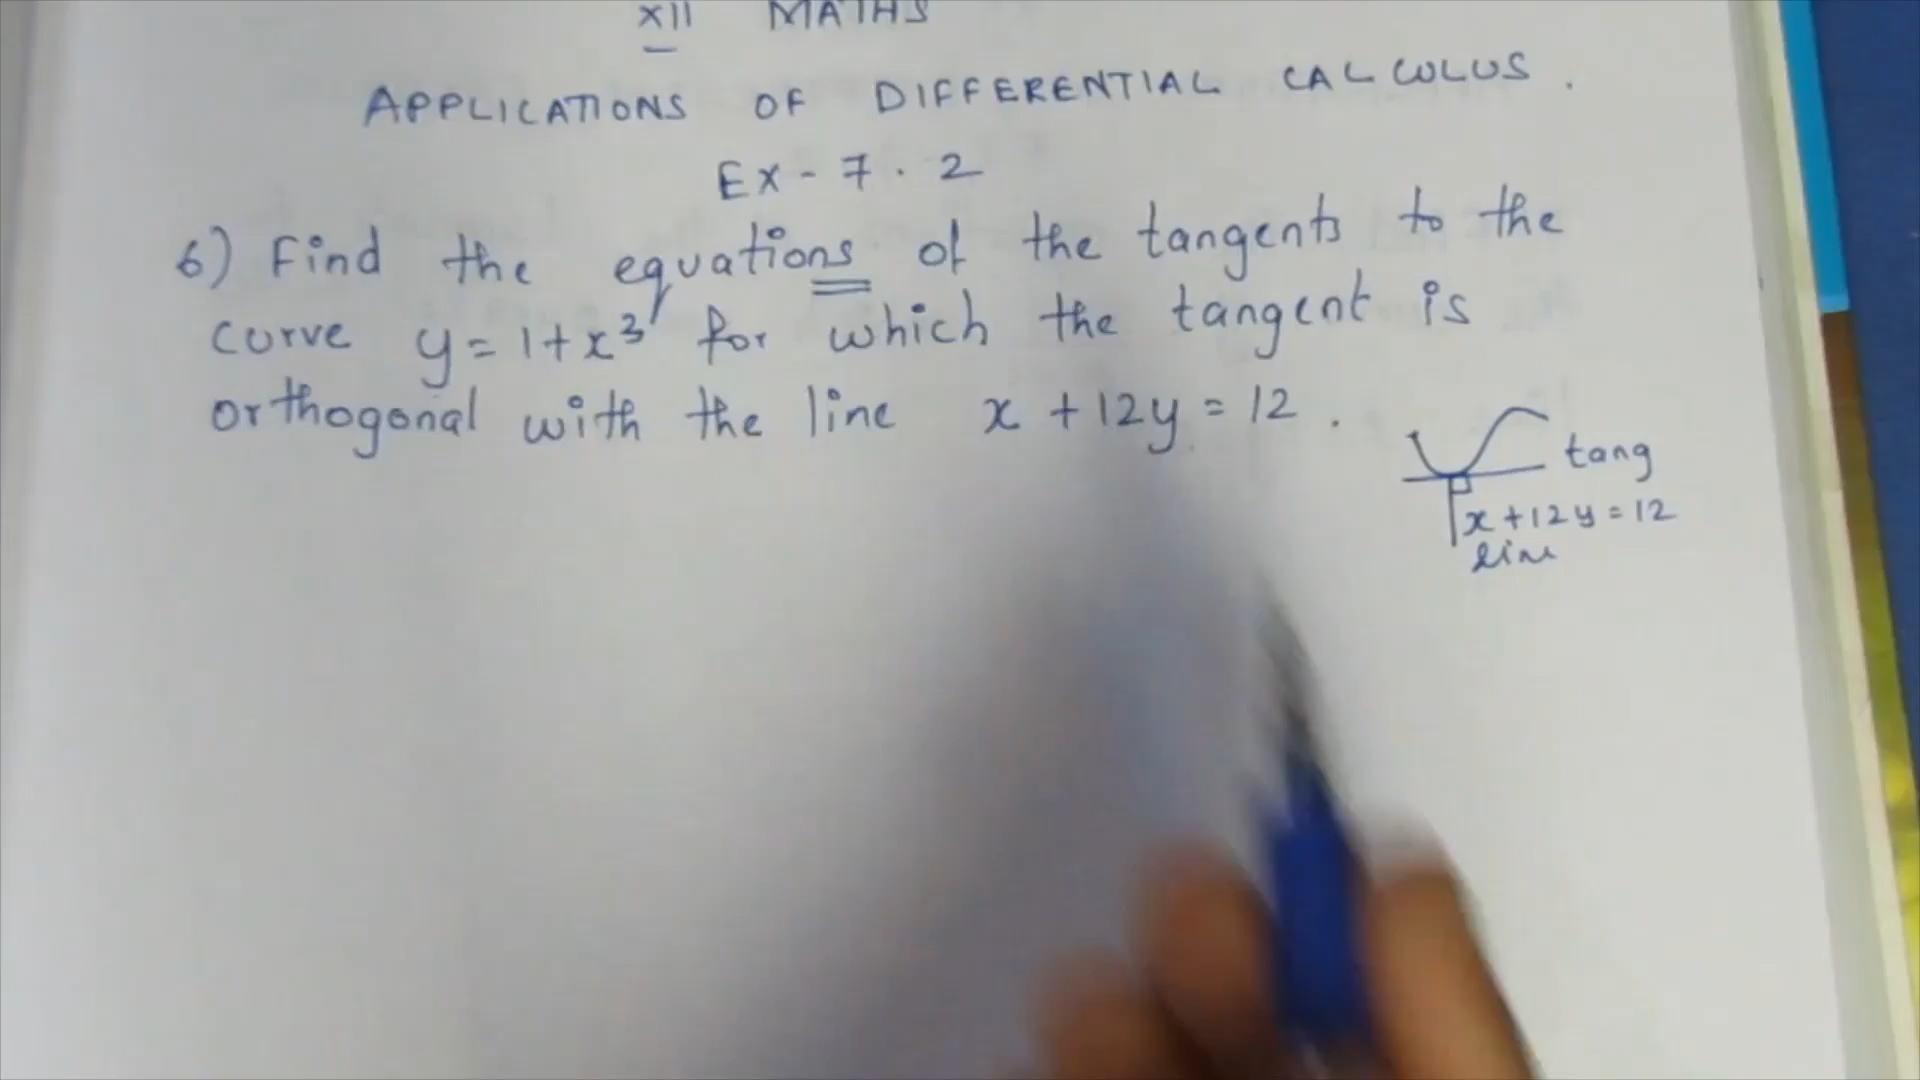 XII MATHS
APPLICATIONS OF DIFFERENTIAL CALCULUS.
Ex - 7.2
6) Find the equations of the tangents to the
curve y = 1+x³ for which the tangent is
orthogonal with the line x + 12y = 12.
tang
x + 12y = 12
line